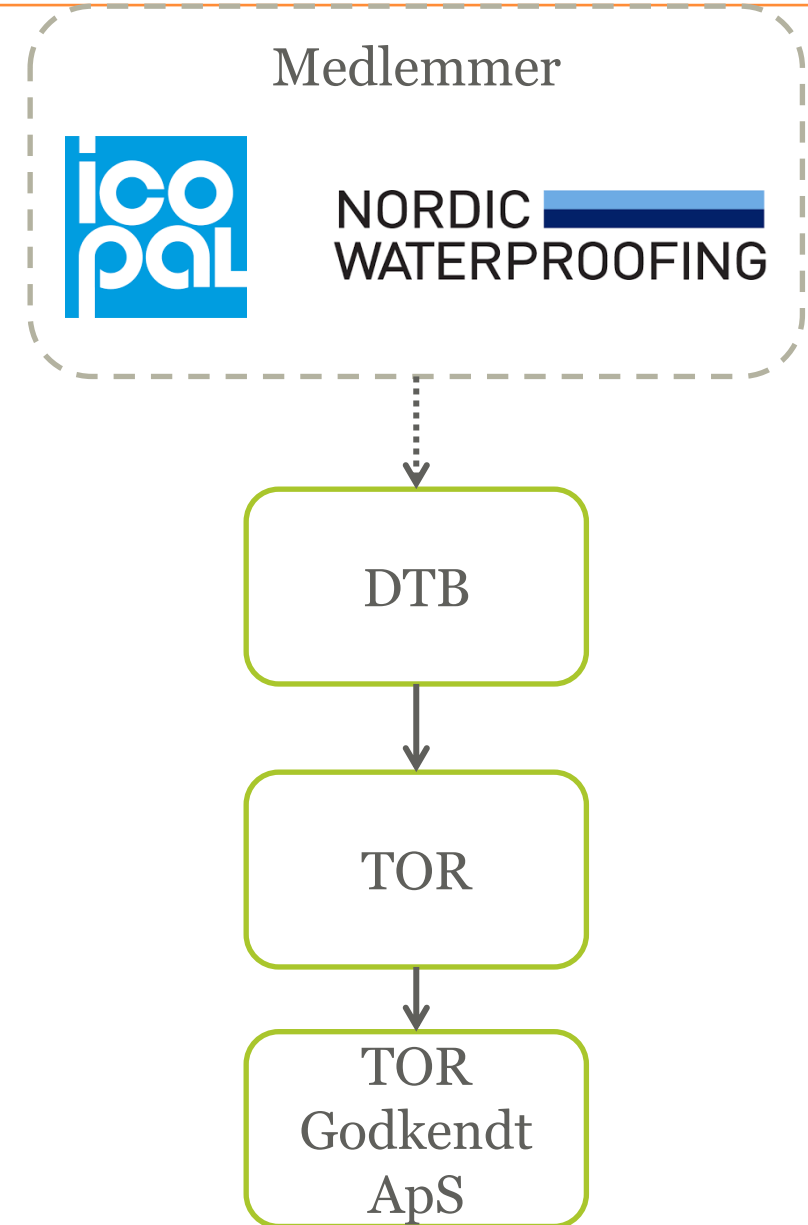 Medlemmer
ico
pal
NORDIC
WATERPROOFING
DTB
TOR
TOR
Godkendt
ApS